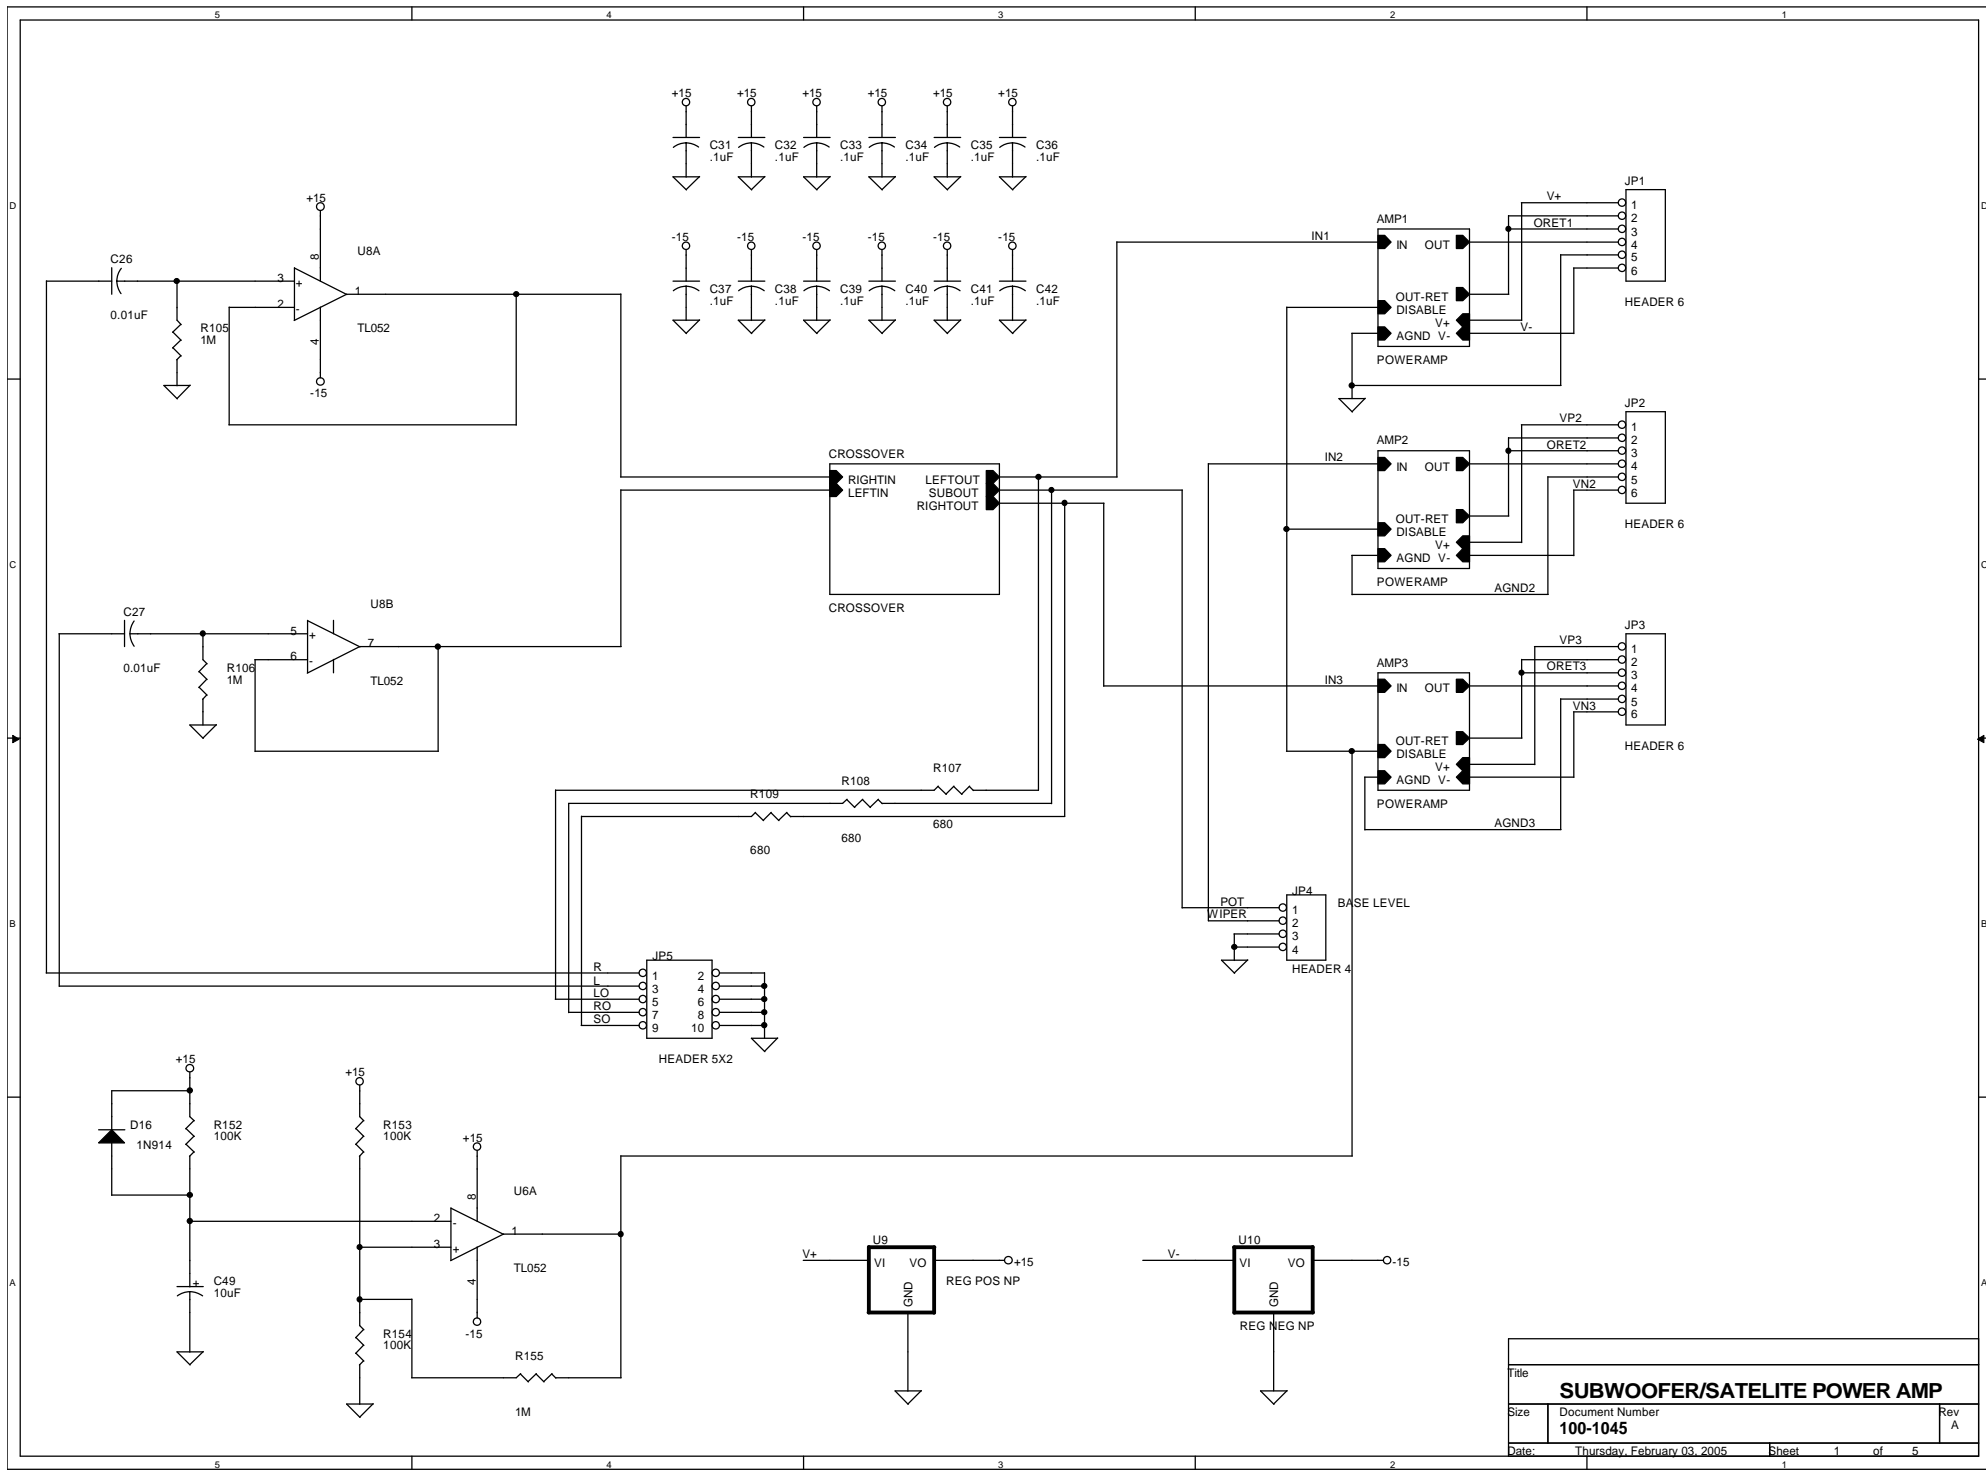 5 4 3 2 1
D
C
B
A
+15 +15 +15 +15 +15 +15
C31 .1uF
C32 .1uF
C33 .1uF
C34 .1uF
C35 .1uF
C36 .1uF
-15 -15 -15 -15 -15 -15
C37 .1uF
C38 .1uF
C39 .1uF
C40 .1uF
C41 .1uF
C42 .1uF
+15
U8A
C26
0.01uF
R105
1M
3
2
8
1
4
+
-
TL052
-15
C27
0.01uF
U8B
R106
1M
5
6
7
+
-
TL052
CROSSOVER
RIGHTIN
LEFTIN
LEFTOUT
SUBOUT
RIGHTOUT
CROSSOVER
IN1
AMP1
IN OUT
OUT-RET
DISABLE
V+
AGND V-
POWERAMP
V+
ORET1
V-
JP1
1
2
3
4
5
6
HEADER 6
IN2
AMP2
IN OUT
OUT-RET
DISABLE
V+
AGND V-
POWERAMP
VP2
ORET2
VN2
AGND2
JP2
1
2
3
4
5
6
HEADER 6
IN3
AMP3
IN OUT
OUT-RET
DISABLE
V+
AGND V-
POWERAMP
VP3
ORET3
VN3
AGND3
JP3
1
2
3
4
5
6
HEADER 6
R107
680
R108
680
R109
680
JP4
BASE LEVEL
POT
WIPER
1
2
3
4
HEADER 4
JP5
R
L
LO
RO
SO
1 2
3 4
5 6
7 8
9 10
HEADER 5X2
+15
D16
1N914
R152
100K
C49
10uF
+
+15
R153
100K
R154
100K
+15
U6A
8
2
3
1
4
-
+
TL052
-15
R155
1M
V+
U9
VI VO
GND
+15
REG POS NP
V-
U10
VI VO
GND
-15
REG NEG NP
Title
SUBWOOFER/SATELITE POWER AMP
Size Document Number Rev
100-1045 A
Date: Thursday, February 03, 2005 Sheet 1 of 5
D
C
B
A
5 4 3 2 1